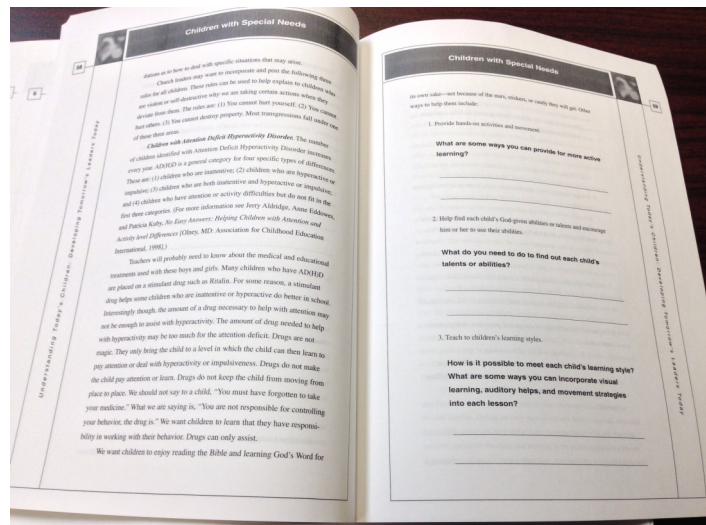 Children with Special Needs
58
dations as to how to deal with specific situations that may arise.
Church leaders may want to incorporate and post the following three
rules for all children. These rules can be used to help explain to children who
are violent or self-destructive why we are taking certain actions when they
deviate from them. The rules are: (1) You cannot hurt yourself. (2) You cannot
hurt others. (3) You cannot destroy property. Most transgressions fall under one
of these three areas.
Children with Attention Deficit Hyperactivity Disorder. The number
of children identified with Attention Deficit Hyperactivity Disorder increases
every year. AD(H)D is a general category for four specific types of differences.
These are: (1) children who are inattentive; (2) children who are hyperactive or
impulsive; (3) children who are both inattentive and hyperactive or impulsive;
and (4) children who have attention or activity difficulties but do not fit in the
first three categories. (For more information see Jerry Aldridge, Anne Eddowes,
and Patricia Kuby, No Easy Answers: Helping Children with Attention and
Activity level Differences [Olney, MD: Association for Childhood Education
International, 1998].)
Teachers will probably need to know about the medical and educational
treatments used with these boys and girls. Many children who have AD(H)D
are placed on a stimulant drug such as Ritalin. For some reason, a stimulant
drug helps some children who are inattentive or hyperactive do better in school.
Interestingly though, the amount of a drug necessary to help with attention may
not be enough to assist with hyperactivity. The amount of drug needed to help
with hyperactivity may be too much for the attention deficit. Drugs are not
magic. They only bring the child to a level in which the child can then learn to
pay attention or deal with hyperactivity or impulsiveness. Drugs do not make
the child pay attention or learn. Drugs do not keep the child from moving from
place to place. We should not say to a child, "You must have forgotten to take
your medicine." What we are saying is, "You are not responsible for controlling
your behavior, the drug is." We want children to learn that they have responsi-
bility in working with their behavior. Drugs can only assist.
We want children to enjoy reading the Bible and learning God's Word for
Understanding Today's Children: Developing Tomorrow's Leaders Today
Children with Special Needs
59
its own sake—not because of the stars, stickers, or candy they will get. Other
ways to help them include:
1. Provide hands-on activities and movement.
What are some ways you can provide for more active
learning?
2. Help find each child's God-given abilities or talents and encourage
him or her to use their abilities.
What do you need to do to find out each child's
talents or abilities?
3. Teach to children's learning styles.
How is it possible to meet each child's learning style?
What are some ways you can incorporate visual
learning, auditory helps, and movement strategies
into each lesson?
Understanding Today's Children: Developing Tomorrow's Leaders Today